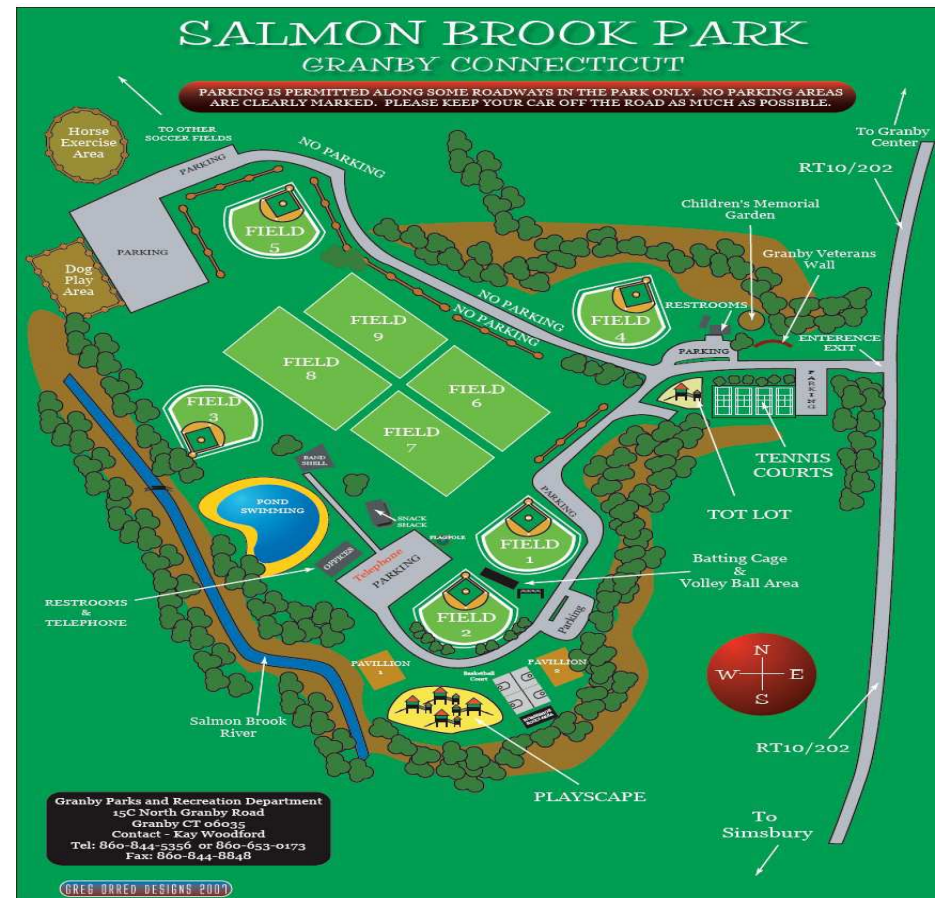 SALMON BROOK PARK
GRANBY CONNECTICUT
PARKING IS PERMITTED ALONG SOME ROADWAYS IN THE PARK ONLY. NO PARKING AREAS
ARE CLEARLY MARKED. PLEASE KEEP YOUR CAR OFF THE ROAD AS MUCH AS POSSIBLE.
Horse
Exercise
Area
TO OTHER
SOCCER FIELDS
PARKING
NO PARKING
To Granby
Center
RT10/202
Children's Memorial
Garden
Granby Veterans
Wall
PARKING
FIELD
5
Dog
Play
Area
NO PARKING
NO PARKING
RESTROOMS
FIELD
4
ENTERENCE
EXIT
PARKING
PARKING
FIELD
9
FIELD
8
FIELD
6
FIELD
7
FIELD
3
TENNIS
COURTS
TOT LOT
BAND
SHELL
POND
SWIMMING
SNACK
SHACK
FLAGPOLE
PARKING
FIELD
1
OFFICES
Telephone
PARKING
Batting Cage
&
Volley Ball Area
RESTROOMS
&
TELEPHONE
FIELD
2
Parking
PAVILLION
1
Basketball
Court
PAVILLION
2
N
W E
S
Salmon Brook
River
RT10/202
PLAYSCAPE
To
Simsbury
Granby Parks and Recreation Department
15C North Granby Road
Granby CT 06035
Contact - Kay Woodford
Tel: 860-844-5356 or 860-653-0173
Fax: 860-844-8848
GREG ORRED DESIGNS 2007